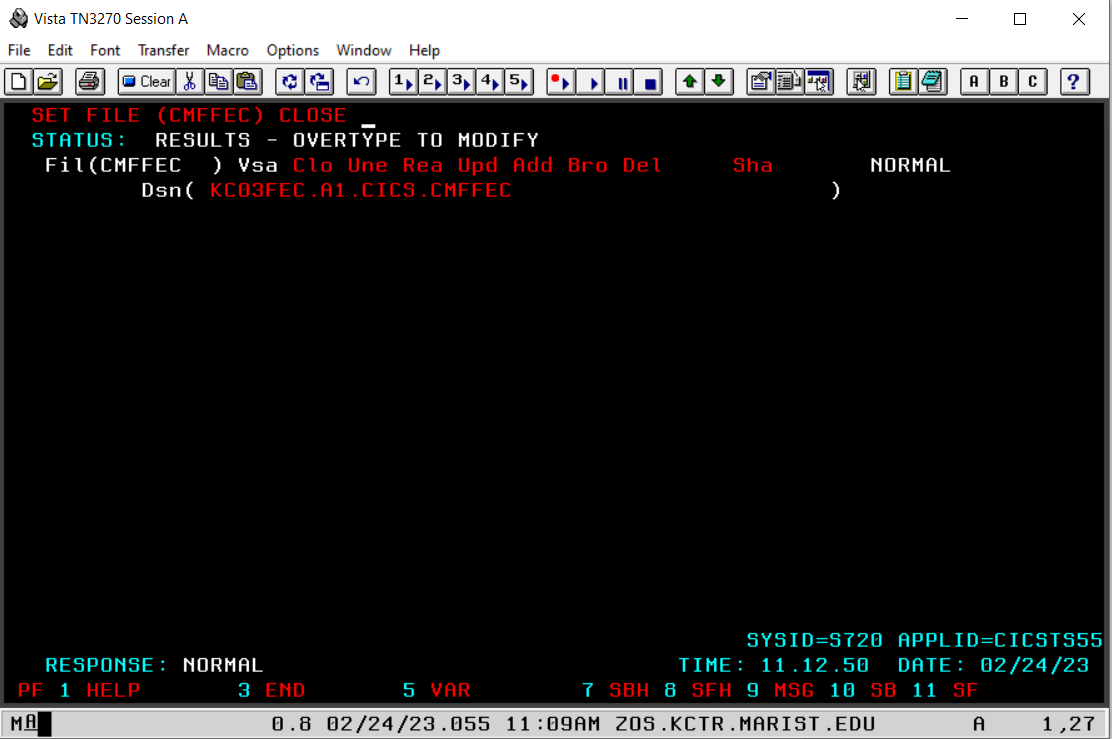 Vista TN3270 Session A
File Edit Font Transfer Macro Options Window Help
Clear 1 2 3 4 5 A B C ?
SET FILE (CMFFEC) CLOSE _
STATUS: RESULTS - OVERTYPE TO MODIFY
Fil(CMFFEC  ) Vsa Clo Une Rea Upd Add Bro Del Sha NORMAL
Dsn( KC03FEC.A1.CICS.CMFFEC )
SYSID=S720 APPLID=CICSTS55
RESPONSE: NORMAL TIME: 11.12.50 DATE: 02/24/23
PF 1 HELP 3 END 5 VAR 7 SBH 8 SFH 9 MSG 10 SB 11 SF
MA 0.8 02/24/23.055 11:09AM ZOS.KCTR.MARIST.EDU A 1,27